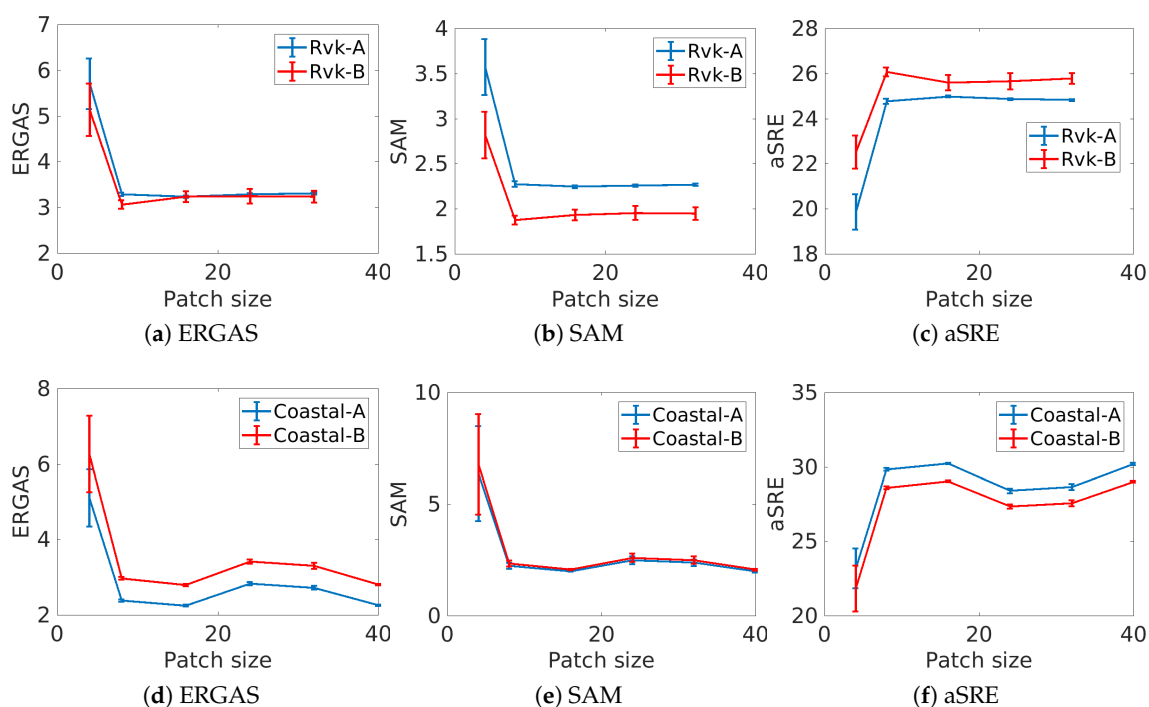 7
6
5
4
3
2
ERGAS
Rvk-A
Rvk-B
0
20
40
Patch size
(a) ERGAS
4
3.5
3
2.5
2
1.5
SAM
Rvk-A
Rvk-B
0
20
40
Patch size
(b) SAM
28
26
24
22
20
18
aSRE
Rvk-A
Rvk-B
0
20
40
Patch size
(c) aSRE
8
6
4
2
ERGAS
Coastal-A
Coastal-B
0
20
40
Patch size
(d) ERGAS
10
5
0
SAM
Coastal-A
Coastal-B
0
20
40
Patch size
(e) SAM
35
30
25
20
aSRE
Coastal-A
Coastal-B
0
20
40
Patch size
(f) aSRE